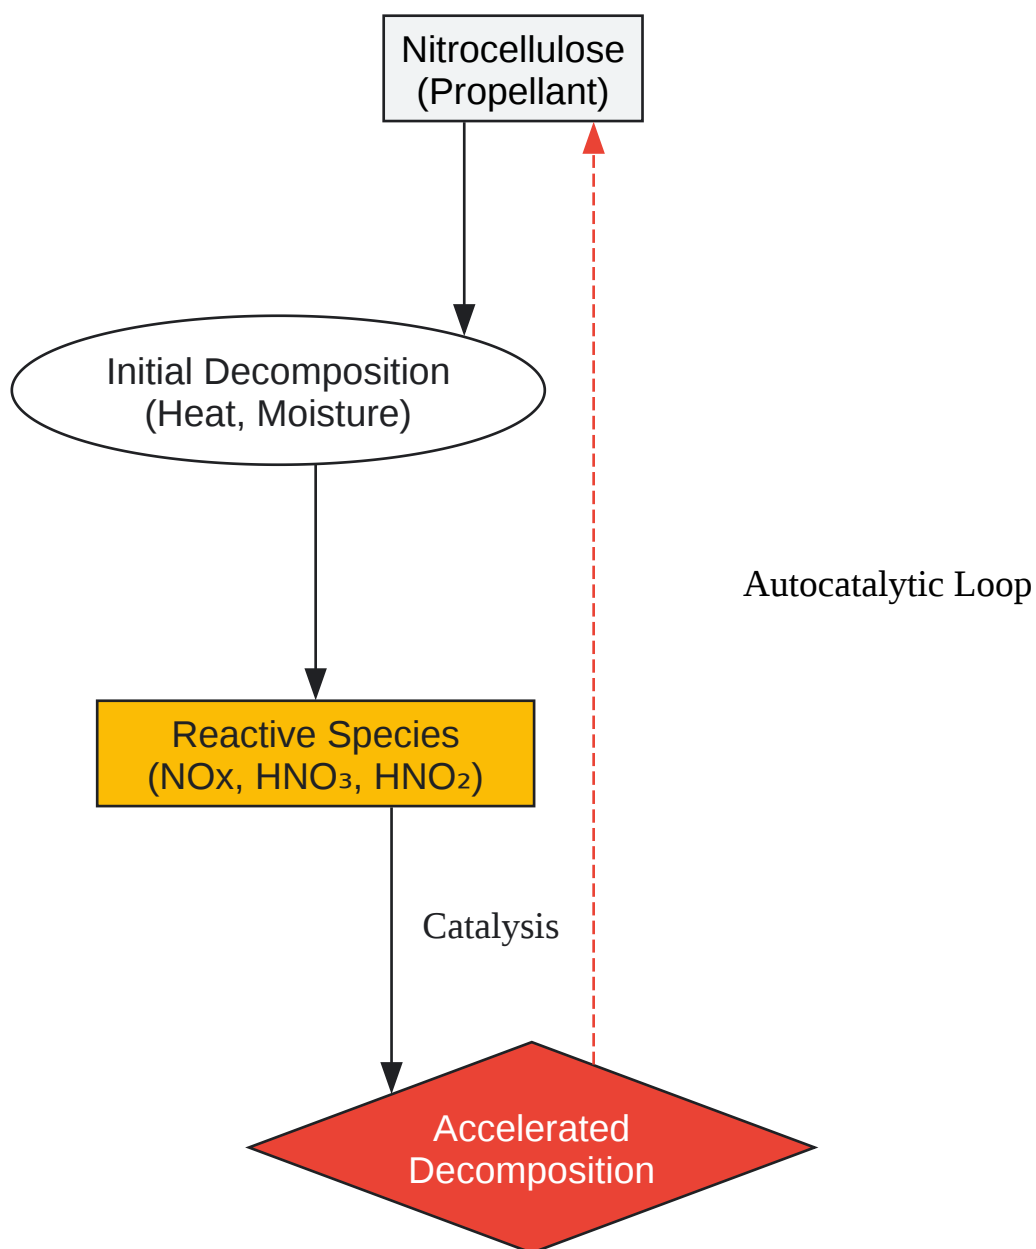 Nitrocellulose
(Propellant)
Initial Decomposition
(Heat, Moisture)
Autocatalytic Loop
Reactive Species
(NOx, HNO₃, HNO₂)
Catalysis
Accelerated
Decomposition